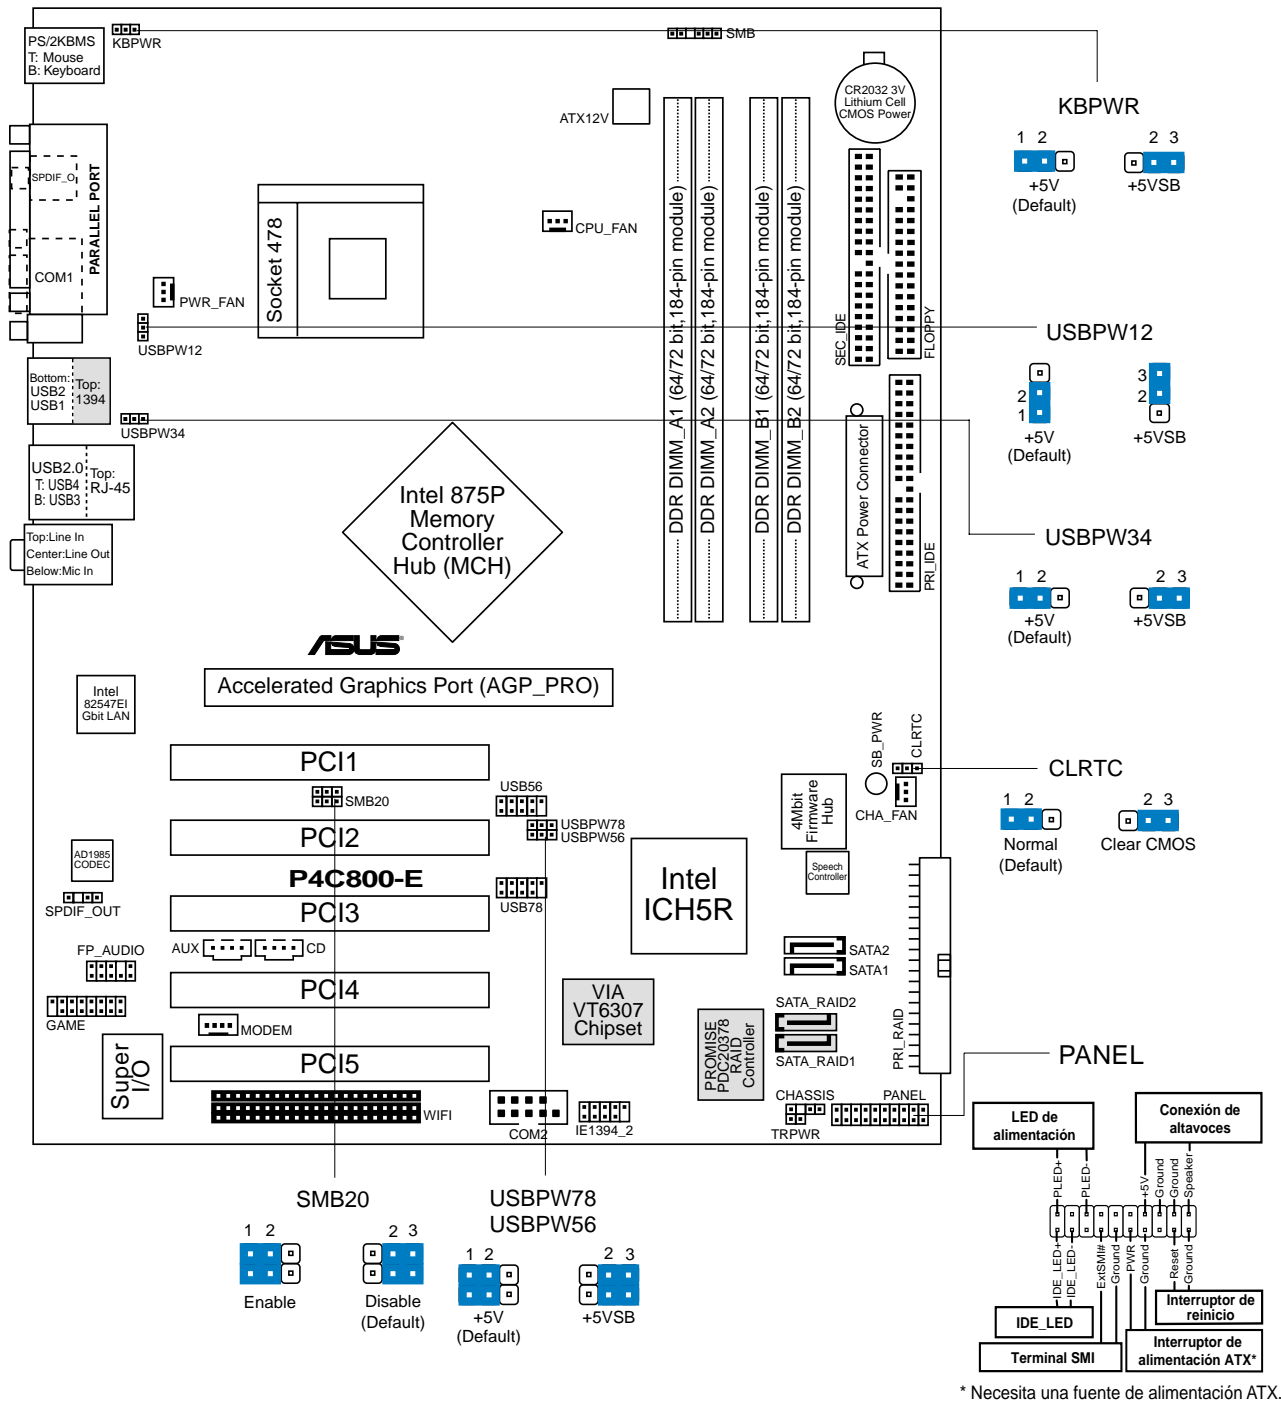 PS/2KBMS
T: Mouse
B: Keyboard
KBPWR
SMB
CR2032 3V
Lithium Cell
CMOS Power
ATX12V
KBPWR
1 2
2 3
+5V
(Default)
+5VSB
SPDIF_O
PARALLEL PORT
COM1
Socket 478
CPU_FAN
PWR_FAN
USBPW12
DDR DIMM_A1 (64/72 bit,184-pin module)
DDR DIMM_A2 (64/72 bit,184-pin module)
DDR DIMM_B1 (64/72 bit,184-pin module)
DDR DIMM_B2 (64/72 bit,184-pin module)
SEC_IDE
FLOPPY
USBPW12
3
2
2
1
+5V
(Default)
+5VSB
Bottom:
USB2
USB1
Top:
1394
USBPW34
USB2.0
T: USB4
B: USB3
Top:
RJ-45
Top:Line In
Center:Line Out
Below:Mic In
Intel 875P
Memory
Controller
Hub (MCH)
ATX Power Connector
PRI_IDE
USBPW34
1 2
2 3
+5V
(Default)
+5VSB
ASUS
Accelerated Graphics Port (AGP_PRO)
Intel
82547EI
Gbit LAN
PCI1
SMB20
USB56
USBPW78
USBPW56
PCI2
4Mbit
Firmware
Hub
SB_PWR
CLRTC
CHA_FAN
CLRTC
1 2
2 3
Normal
(Default)
Clear CMOS
AD1985
CODEC
P4C800-E
SPDIF_OUT
PCI3
USB78
Intel
ICH5R
Speech
Controller
FP_AUDIO
AUX
CD
SATA2
SATA1
GAME
PCI4
MODEM
VIA
VT6307
Chipset
SATA_RAID2
SATA_RAID1
PROMISE
PDC20378
RAID
Controller
PRI_RAID
Super
I/O
PCI5
WIFI
COM2
IE1394_2
CHASSIS
TRPWR
PANEL
PANEL
LED de
alimentación
Conexión de
altavoces
PLED+
PLED-
+5V
Ground
Ground
Speaker
IDE_LED+
IDE_LED-
ExtSMI#
Ground
PWR
Ground
Reset
Ground
IDE_LED
Interruptor de
reinicio
Terminal SMI
Interruptor de
alimentación ATX*
* Necesita una fuente de alimentación ATX.
SMB20
1 2
2 3
Enable
Disable
(Default)
USBPW78
USBPW56
1 2
2 3
+5V
(Default)
+5VSB